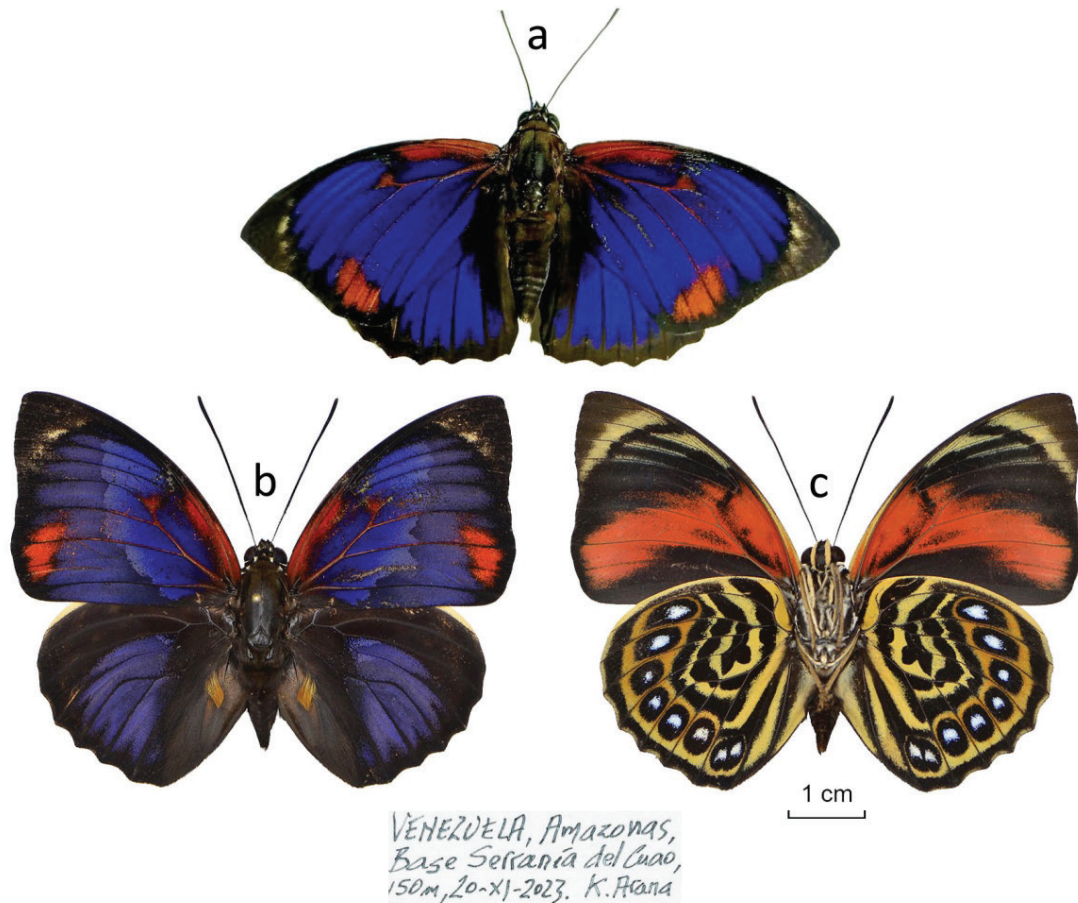 a
b
c
1 cm
VENEZUELA, Amazonas,
Base Serranía del Cuao,
150m, 20-XI-2023. K. Arana